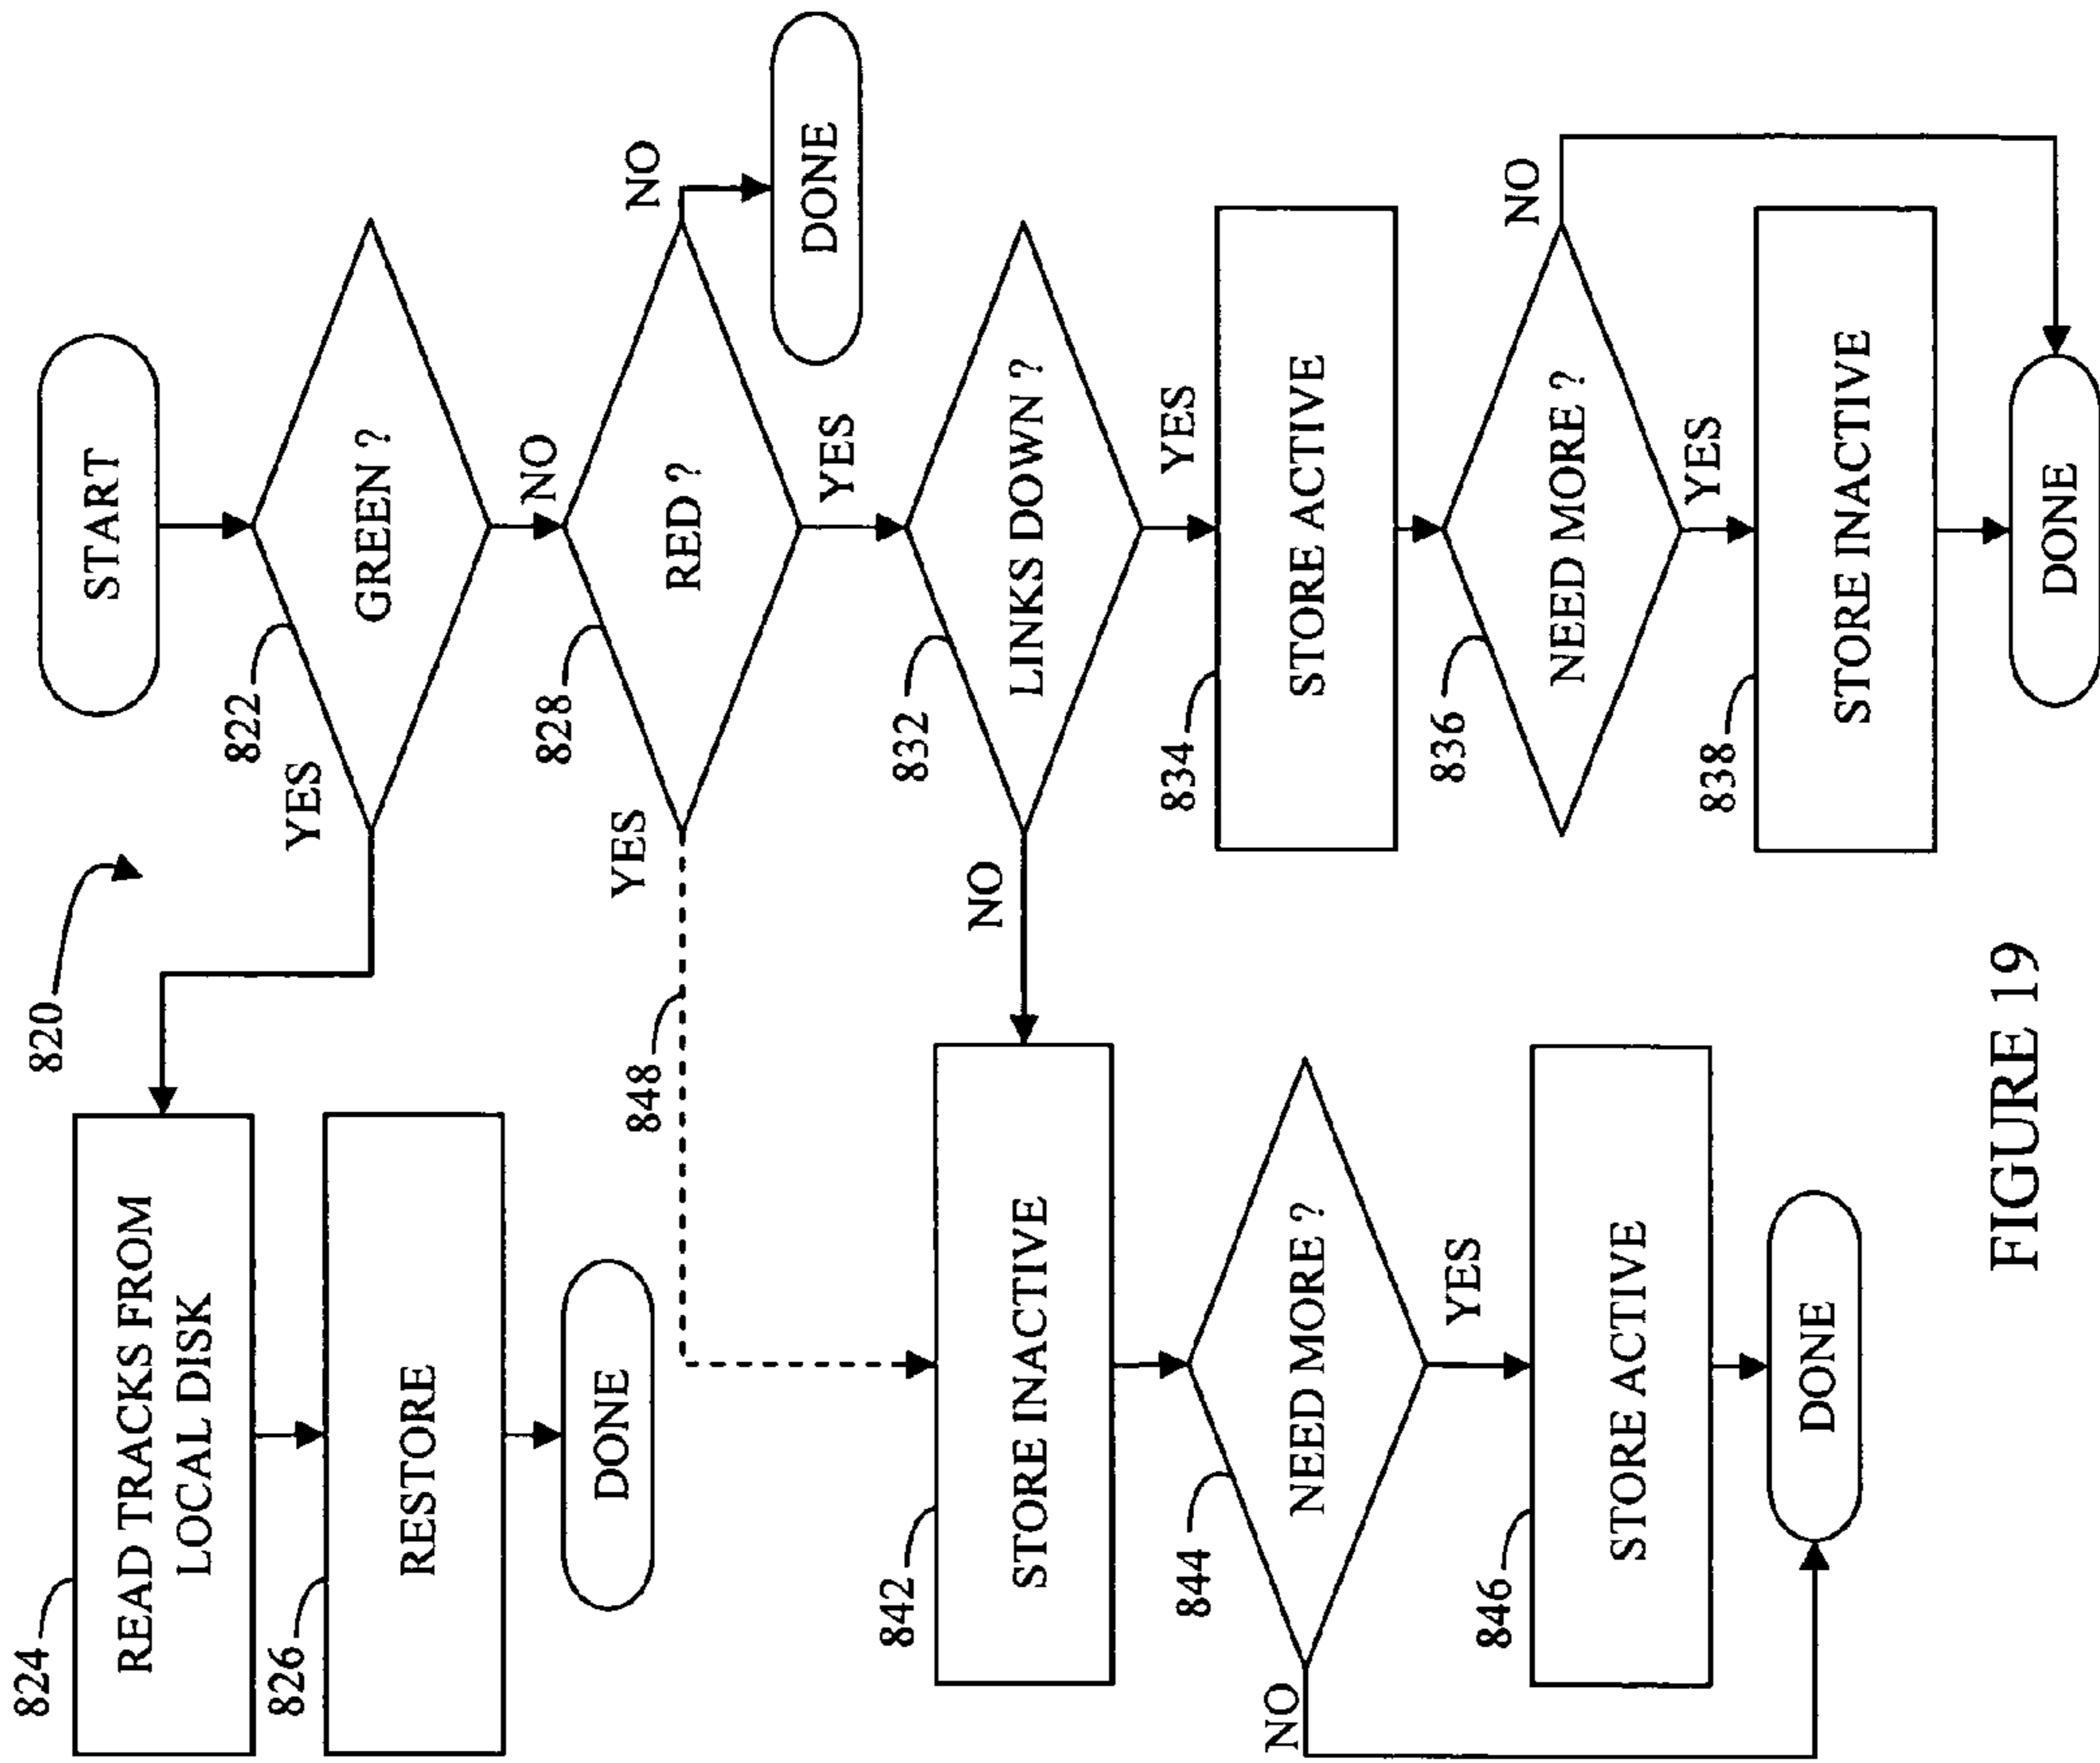 820
START
822
GREEN ?
YES
NO
824
READ TRACKS FROM
LOCAL DISK
826
RESTORE
DONE
828
RED ?
YES
NO
DONE
848
YES
832
LINKS DOWN ?
NO
YES
834
STORE ACTIVE
836
NEED MORE ?
NO
YES
838
STORE INACTIVE
DONE
842
STORE INACTIVE
844
NEED MORE ?
NO
YES
846
STORE ACTIVE
DONE
FIGURE 19